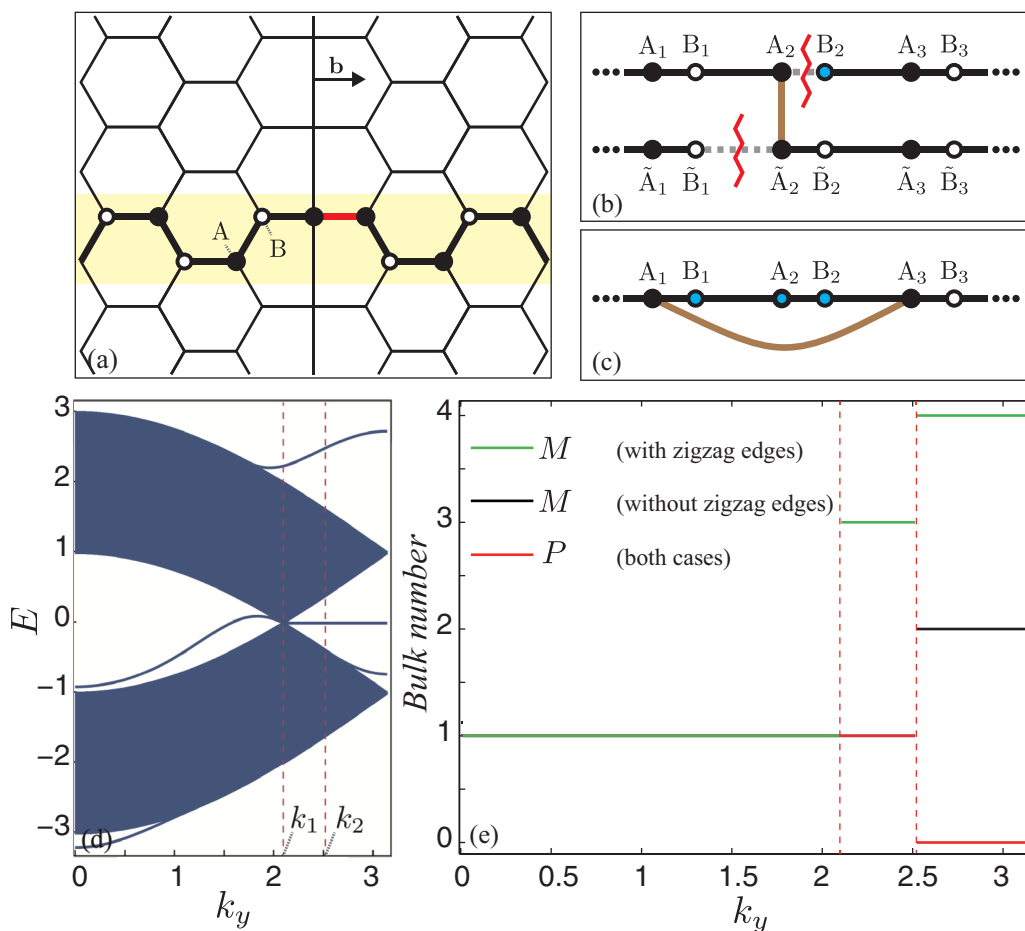 b
A
B
(a)
A₁ B₁ A₂ B₂ A₃ B₃
Ã₁ B̃₁ Ã₂ B̃₂ Ã₃ B̃₃
(b)
A₁ B₁ A₂ B₂ A₃ B₃
(c)
E
3
2
1
0
−1
−2
−3
(d)
k₁ k₂
0 1 2 3
k_y
Bulk number
4
3
2
1
0
M (with zigzag edges)
M (without zigzag edges)
P (both cases)
(e)
0 0.5 1 1.5 2 2.5 3
k_y